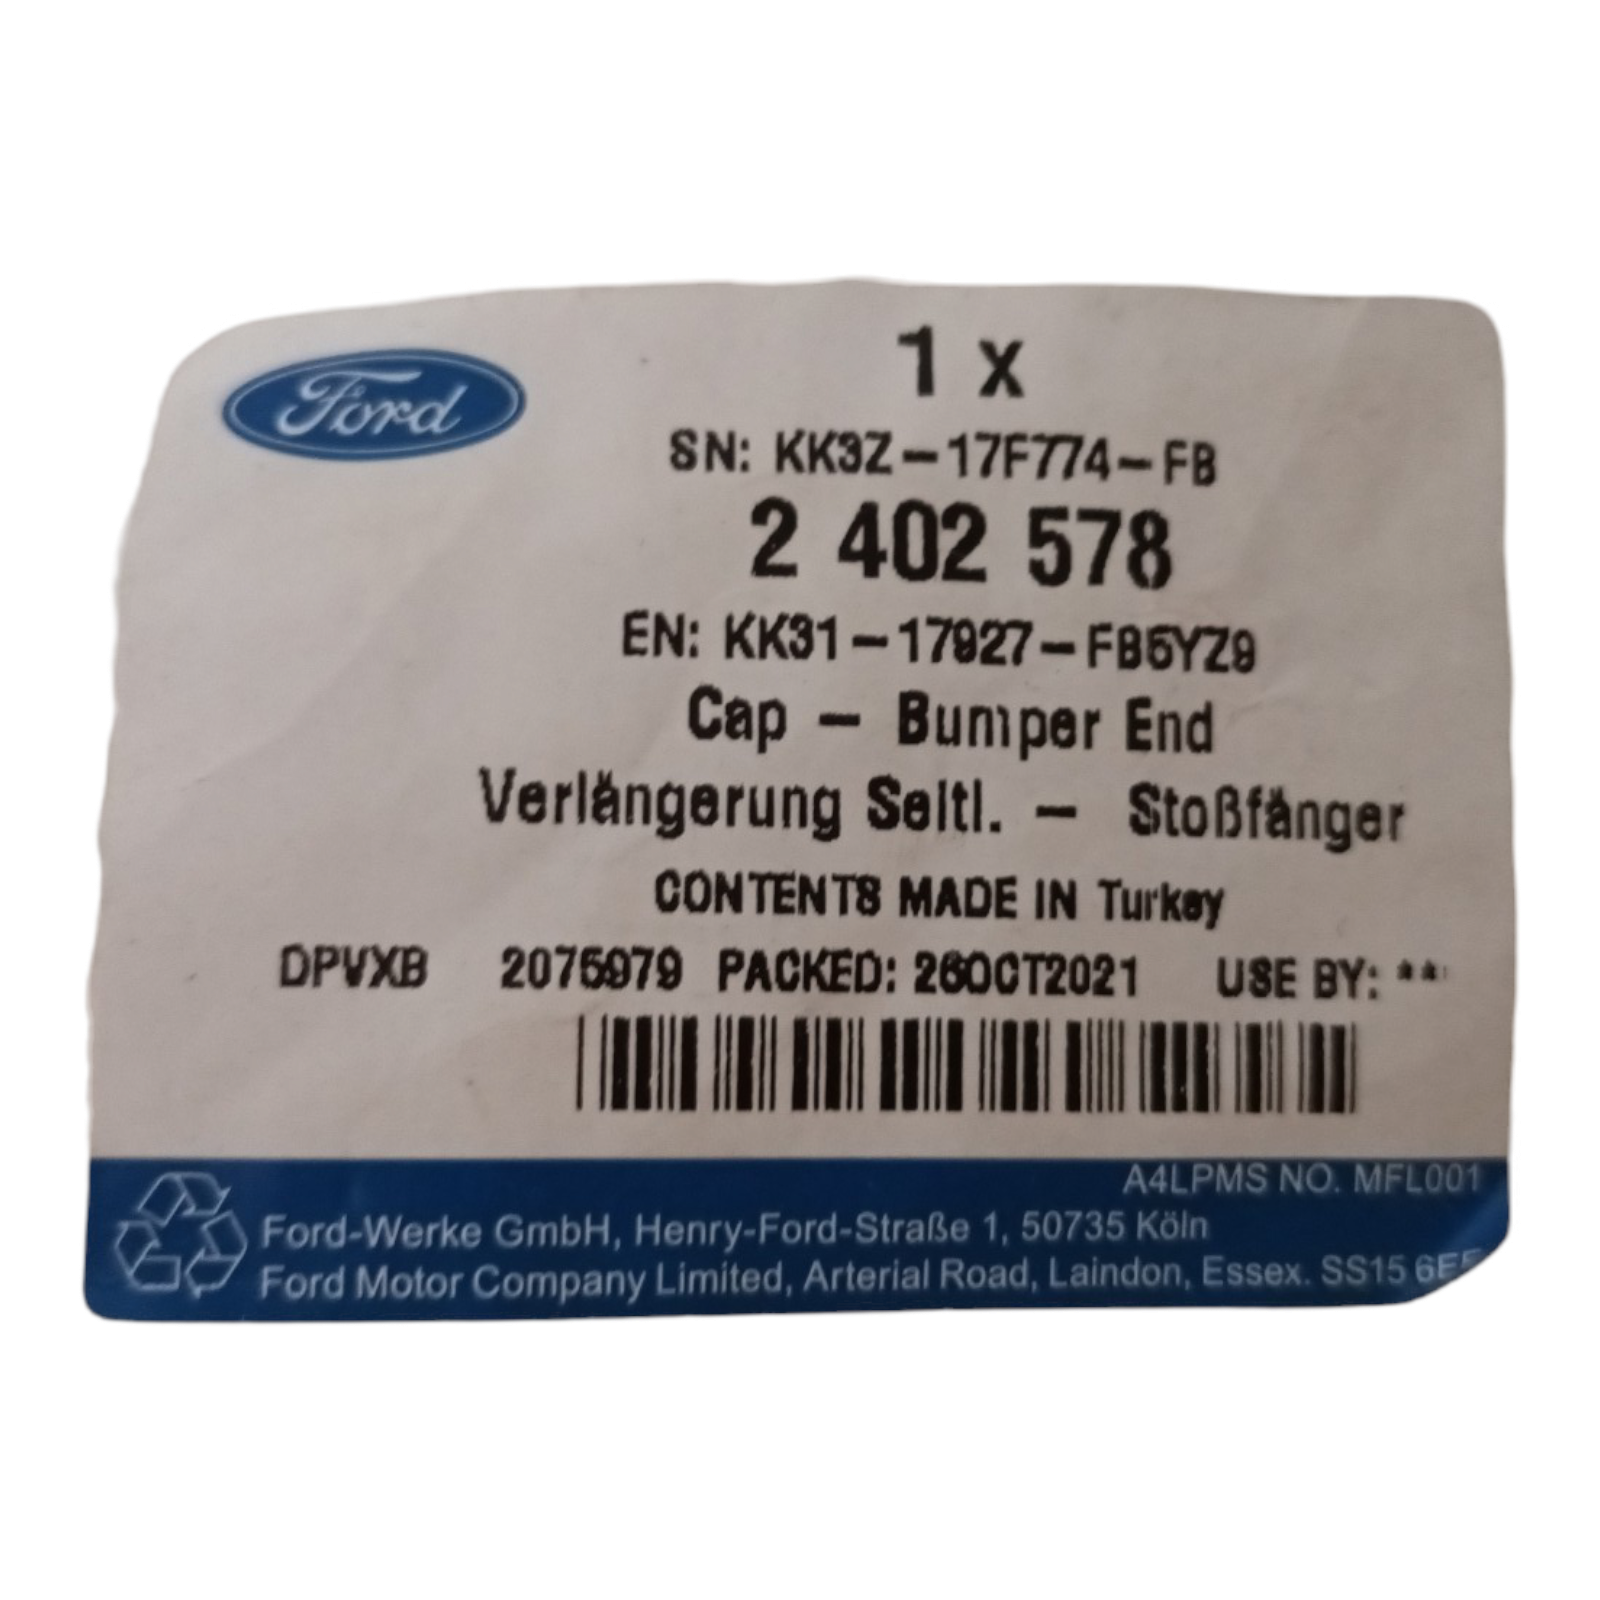 Ford
1 x
SN: KK3Z-17F774-FB
2 402 578
EN: KK31-17927-FB5YZ9
Cap - Bumper End
Verlängerung Seitl. - Stoßfänger
CONTENTS MADE IN Turkey
DPVXB 2075979 PACKED: 26OCT2021 USE BY: **
A4LPMS NO. MFL001
Ford-Werke GmbH, Henry-Ford-Straße 1, 50735 Köln
Ford Motor Company Limited, Arterial Road, Laindon, Essex. SS15